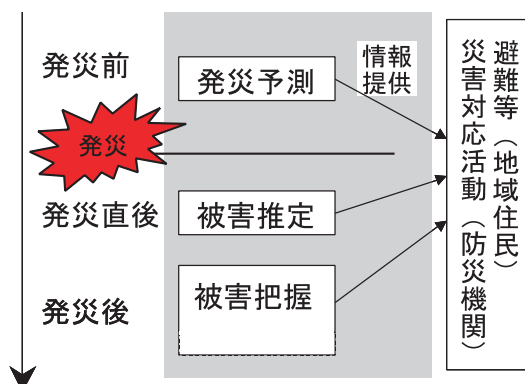 発災前
発災予測
情報
提供
発災
発災直後
被害推定
発災後
被害把握
避難等（地域住民）
災害対応活動（防災機関）